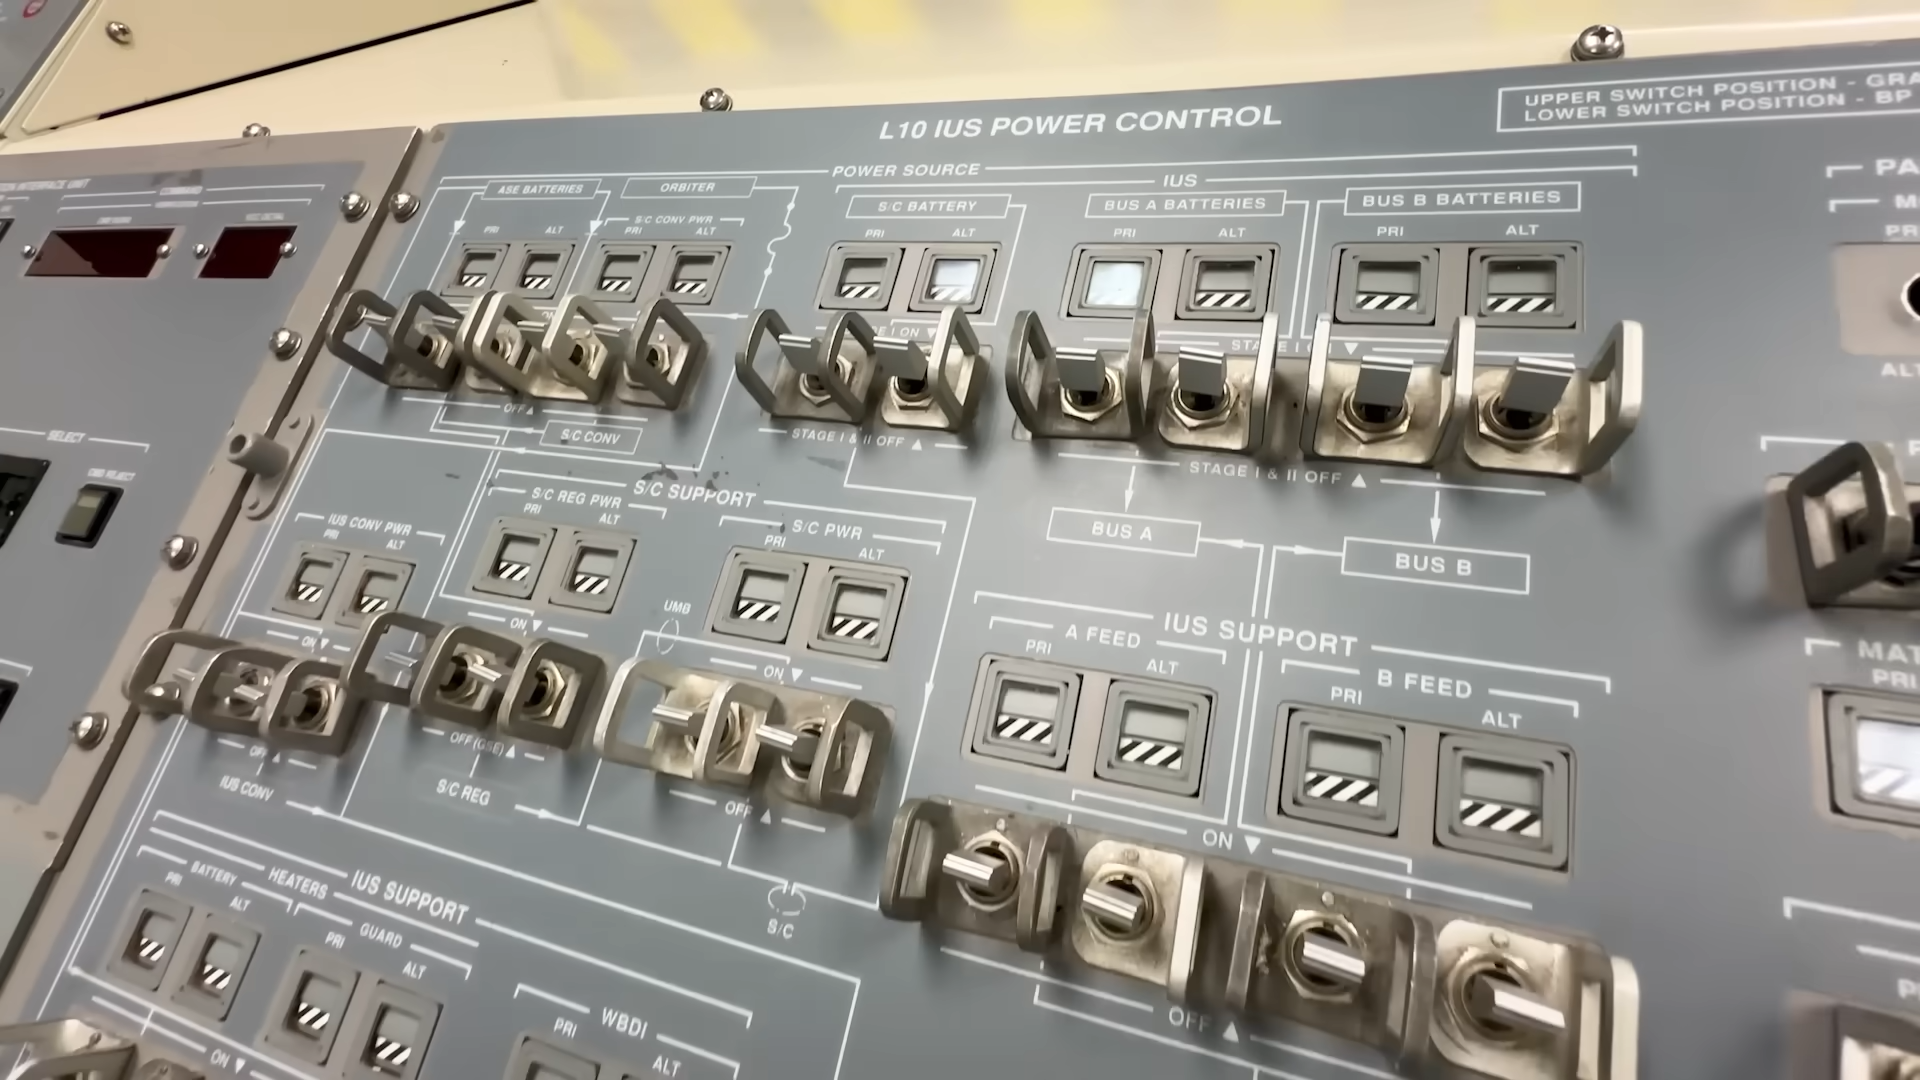 L10 IUS POWER CONTROL
UPPER SWITCH POSITION - GRA
LOWER SWITCH POSITION - BP
POWER SOURCE
IUS
ASE BATTERIES
ORBITER
S/C BATTERY
BUS A BATTERIES
BUS B BATTERIES
S/C CONV PWR
PRI
ALT
PRI
ALT
PRI
ALT
PRI
ALT
PRI
ALT
OFF ▲
S/C CONV
STAGE I & II OFF ▲
STAGE I & II OFF ▲
BUS A
BUS B
S/C SUPPORT
IUS CONV PWR
PRI
ALT
S/C REG PWR
PRI
ALT
S/C PWR
PRI
ALT
ON ▼
ON ▼
UMB
ON ▼
OFF (GSE) ▲
OFF ▲
IUS CONV
S/C REG
S/C
IUS SUPPORT
A FEED
PRI
ALT
B FEED
PRI
ALT
ON ▼
OFF ▲
IUS SUPPORT
HEATERS
BATTERY
PRI
ALT
GUARD
PRI
ALT
ON ▼
WBDI
PRI
ALT
SELECT
PA
PRI
ALT
MAT
PRI